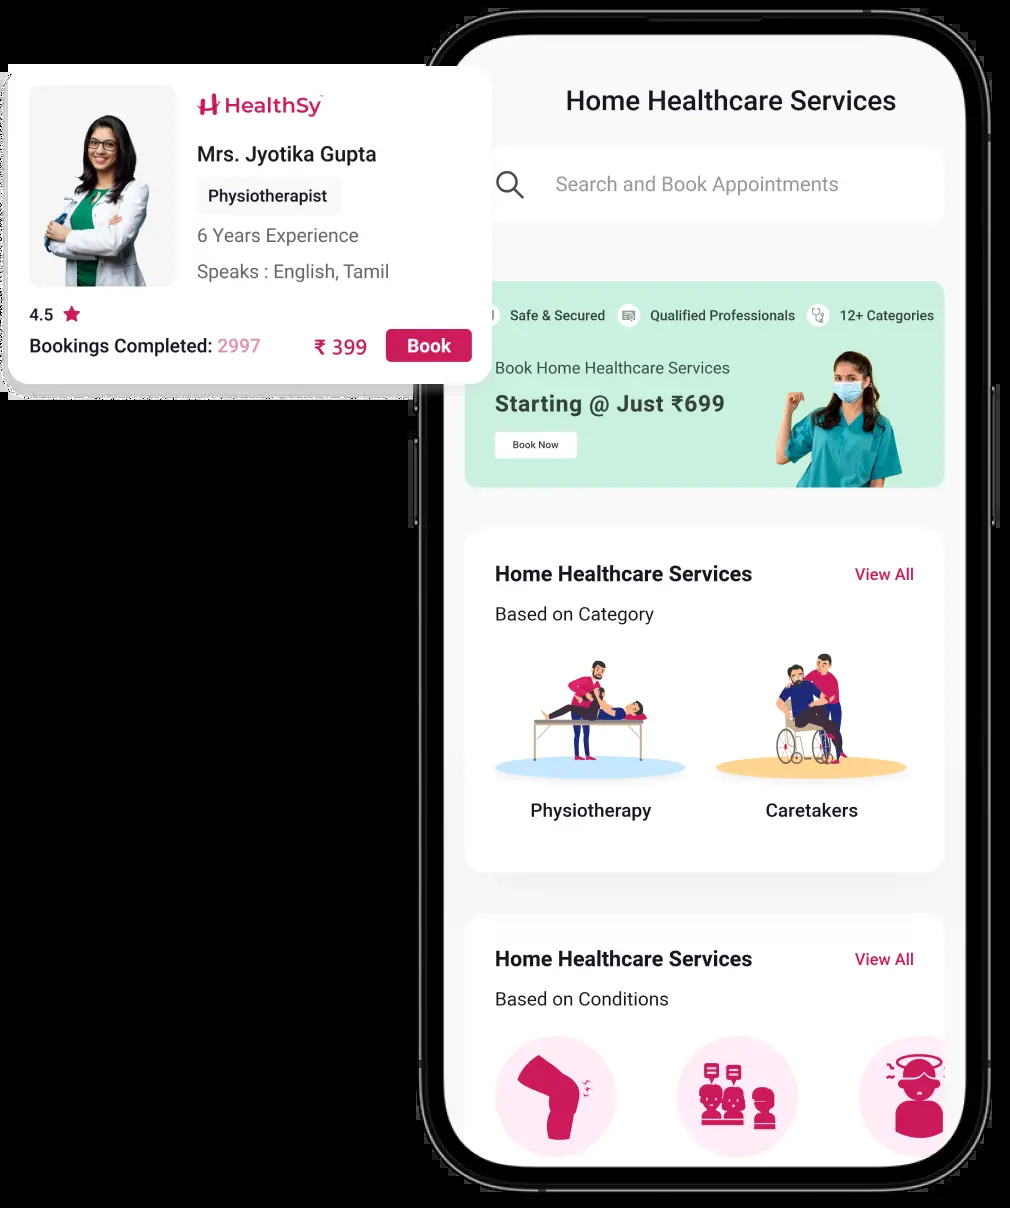 HealthSy
Mrs. Jyotika Gupta
Physiotherapist
6 Years Experience
Speaks : English, Tamil
4.5
Bookings Completed: 2997
₹ 399
Book
Home Healthcare Services
Search and Book Appointments
Safe & Secured
Qualified Professionals
12+ Categories
Book Home Healthcare Services
Starting @ Just ₹699
Book Now
Home Healthcare Services
View All
Based on Category
Physiotherapy
Caretakers
Home Healthcare Services
View All
Based on Conditions